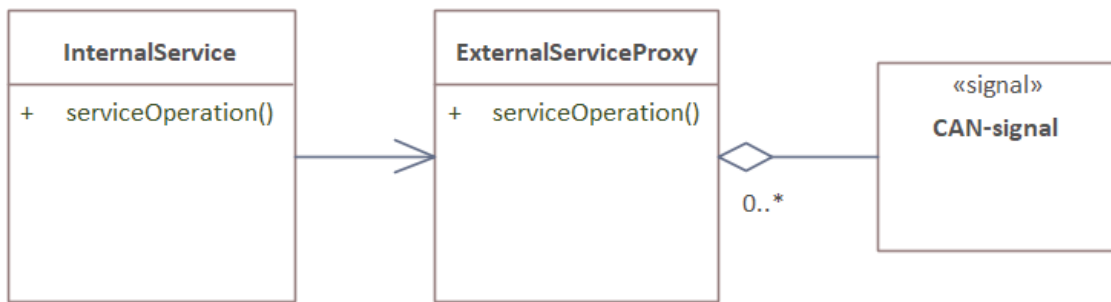 InternalService
+ serviceOperation()
ExternalServiceProxy
+ serviceOperation()
0..*
«signal»
CAN-signal